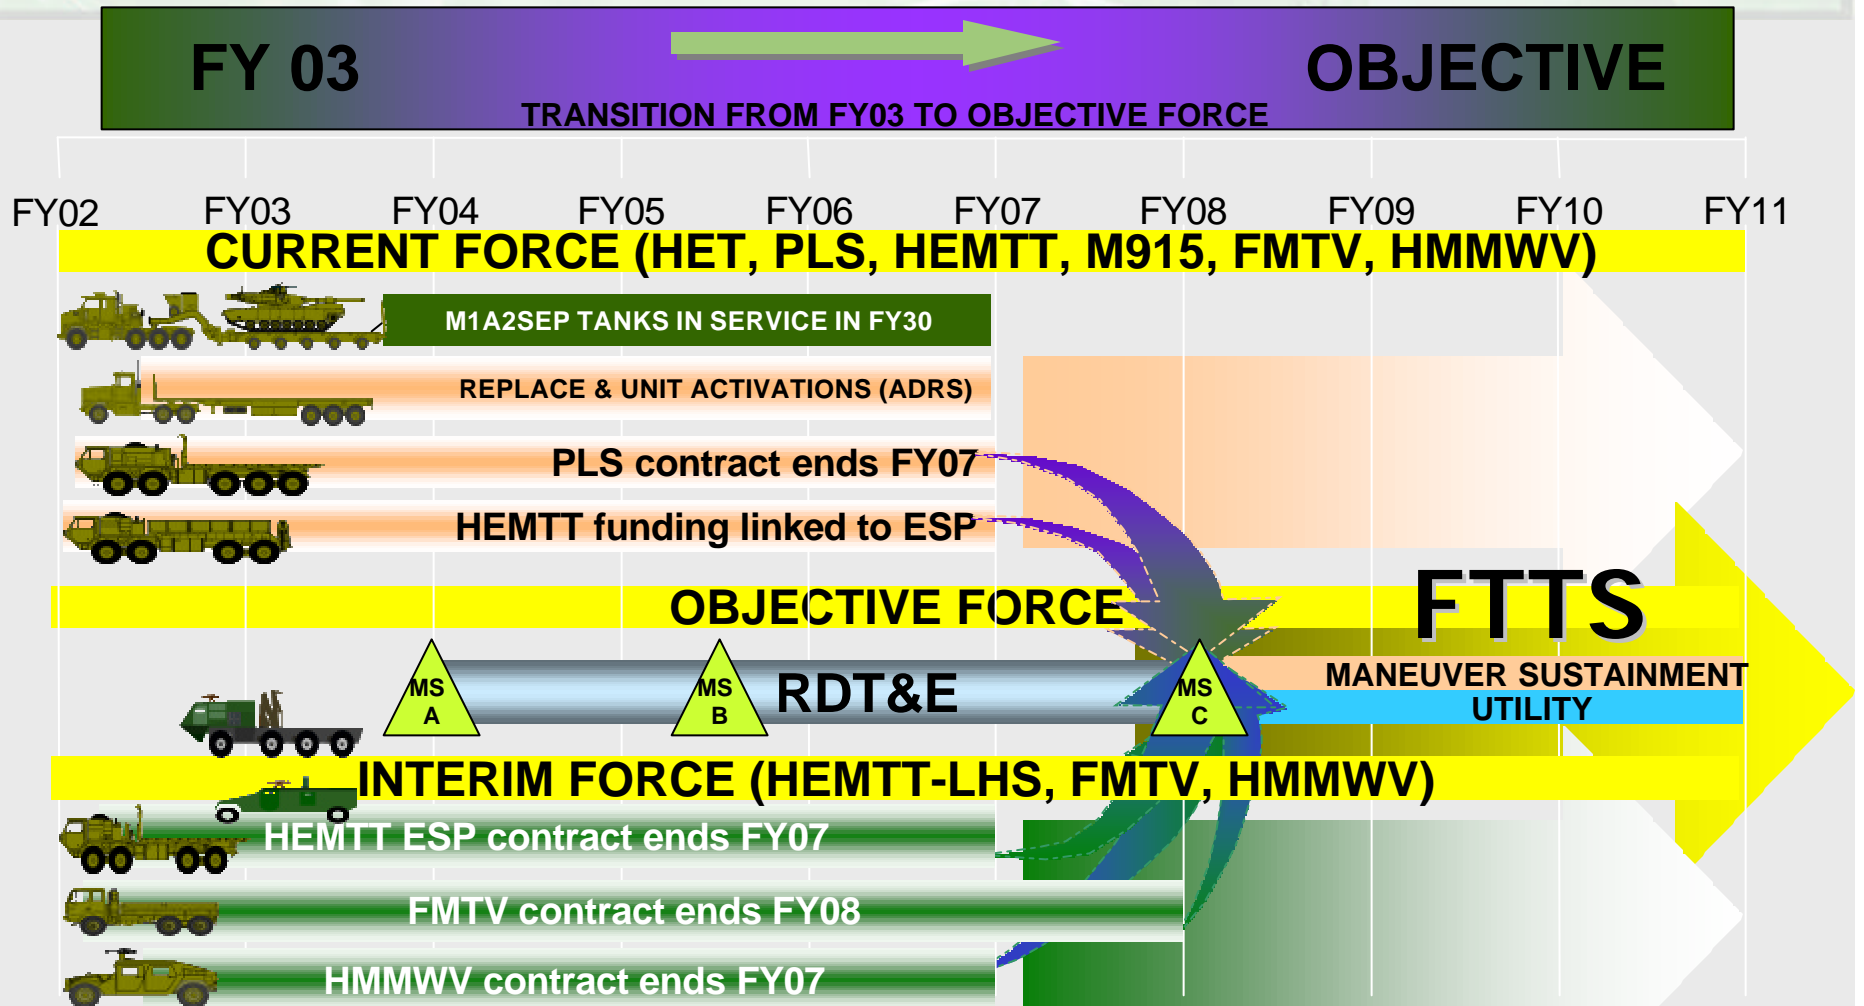 FY 03
OBJECTIVE
TRANSITION FROM FY03 TO OBJECTIVE FORCE
FY02 FY03 FY04 FY05 FY06 FY07 FY08 FY09 FY10 FY11
CURRENT FORCE (HET, PLS, HEMTT, M915, FMTV, HMMWV)
M1A2SEP TANKS IN SERVICE IN FY30
REPLACE & UNIT ACTIVATIONS (ADRS)
PLS contract ends FY07
HEMTT funding linked to ESP
OBJECTIVE FORCE
FTTS
MS
A
MS
B
RDT&E
MS
C
MANEUVER SUSTAINMENT
UTILITY
INTERIM FORCE (HEMTT-LHS, FMTV, HMMWV)
HEMTT ESP contract ends FY07
FMTV contract ends FY08
HMMWV contract ends FY07